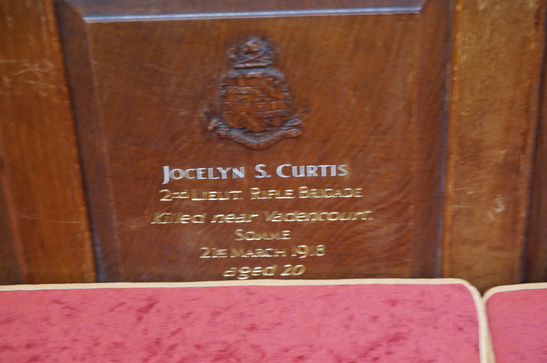 JOCELYN S. CURTIS
2ND LIEUT. RIFLE BRIGADE
Killed near Vadencourt,
SOMME
21ST MARCH 1918
aged 20